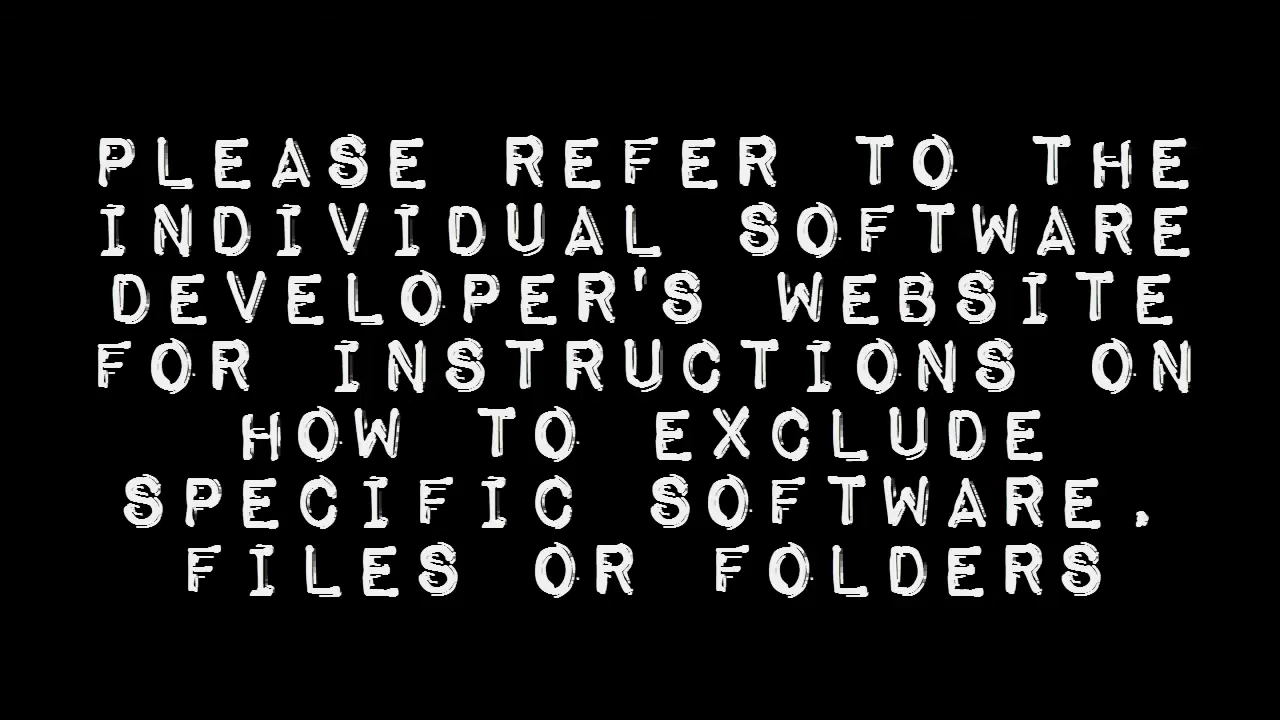 PLEASE REFER TO THE
INDIVIDUAL SOFTWARE
DEVELOPER'S WEBSITE
FOR INSTRUCTIONS ON
HOW TO EXCLUDE
SPECIFIC SOFTWARE.
FILES OR FOLDERS